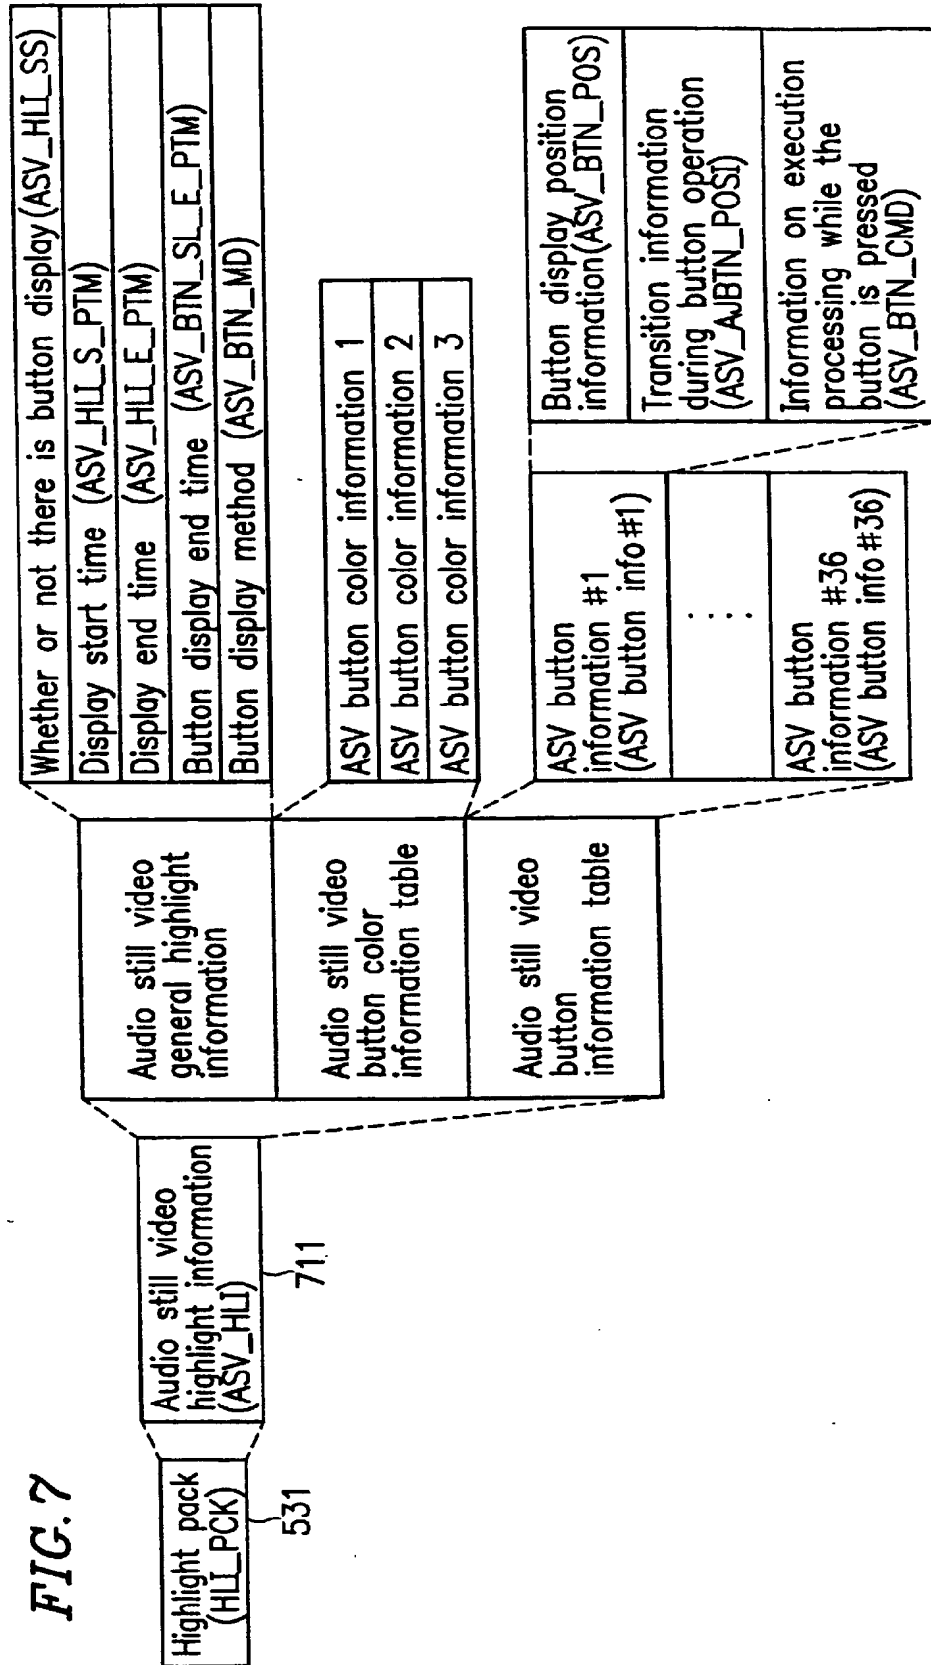 FIG. 7
Highlight pack
(HLI_PCK)
531
Audio still video
highlight information
(ASV_HLI)
711
Audio still video
general highlight
information
Audio still video
button color
information table
Audio still video
button
information table
Whether or not there is button display(ASV_HLI_SS)
Display start time (ASV_HLI_S_PTM)
Display end time (ASV_HLI_E_PTM)
Button display end time (ASV_BTN_SL_E_PTM)
Button display method (ASV_BTN_MD)
ASV button color information 1
ASV button color information 2
ASV button color information 3
ASV button
information #1
(ASV button info#1)
. . . .
ASV button
information #36
(ASV button info#36)
Button display position
information(ASV_BTN_POS)
Transition information
during button operation
(ASV_AJBTN_POSI)
Information on execution
processing while the
button is pressed
(ASV_BTN_CMD)